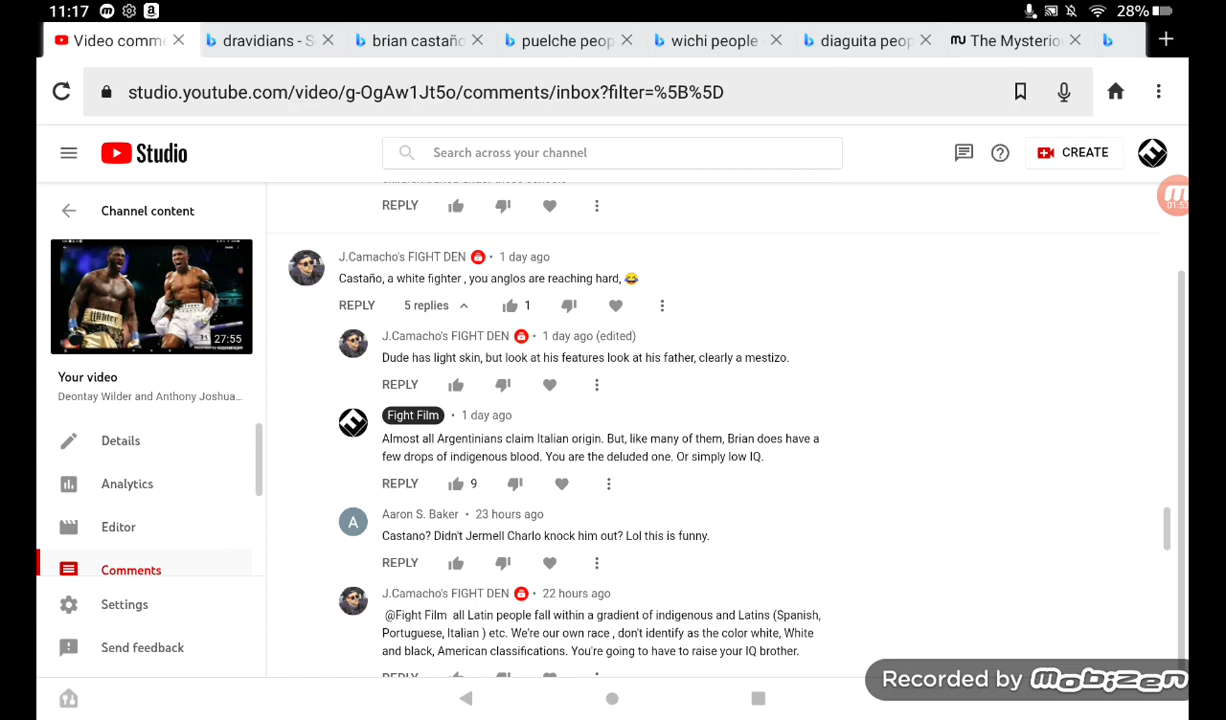 11:17
28%
Video comm
dravidians - S
brian castaño
puelche peop
wichi people
diaguita peop
The Mysterio
studio.youtube.com/video/g-OgAw1Jt5o/comments/inbox?filter=%5B%5D
Studio
Search across your channel
CREATE
01:53
Channel content
27:55
Your video
Deontay Wilder and Anthony Joshua...
Details
Analytics
Editor
Comments
Settings
Send feedback
REPLY
J.Camacho's FIGHT DEN • 1 day ago
Castaño, a white fighter , you anglos are reaching hard, 😂
REPLY 5 replies 1
J.Camacho's FIGHT DEN • 1 day ago (edited)
Dude has light skin, but look at his features look at his father, clearly a mestizo.
REPLY
Fight Film • 1 day ago
Almost all Argentinians claim Italian origin. But, like many of them, Brian does have a
few drops of indigenous blood. You are the deluded one. Or simply low IQ.
REPLY 9
A
Aaron S. Baker • 23 hours ago
Castano? Didn't Jermell Charlo knock him out? Lol this is funny.
REPLY
J.Camacho's FIGHT DEN • 22 hours ago
@Fight Film all Latin people fall within a gradient of indigenous and Latins (Spanish,
Portuguese, Italian ) etc. We're our own race , don't identify as the color white, White
and black, American classifications. You're going to have to raise your IQ brother.
REPLY
Recorded by mobizen